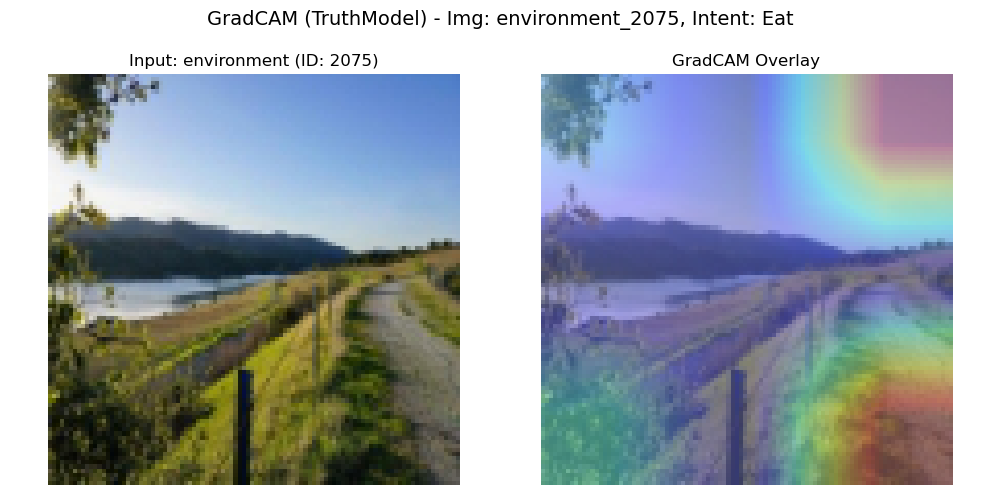 GradCAM (TruthModel) - Img: environment_2075, Intent: Eat
Input: environment (ID: 2075)
GradCAM Overlay